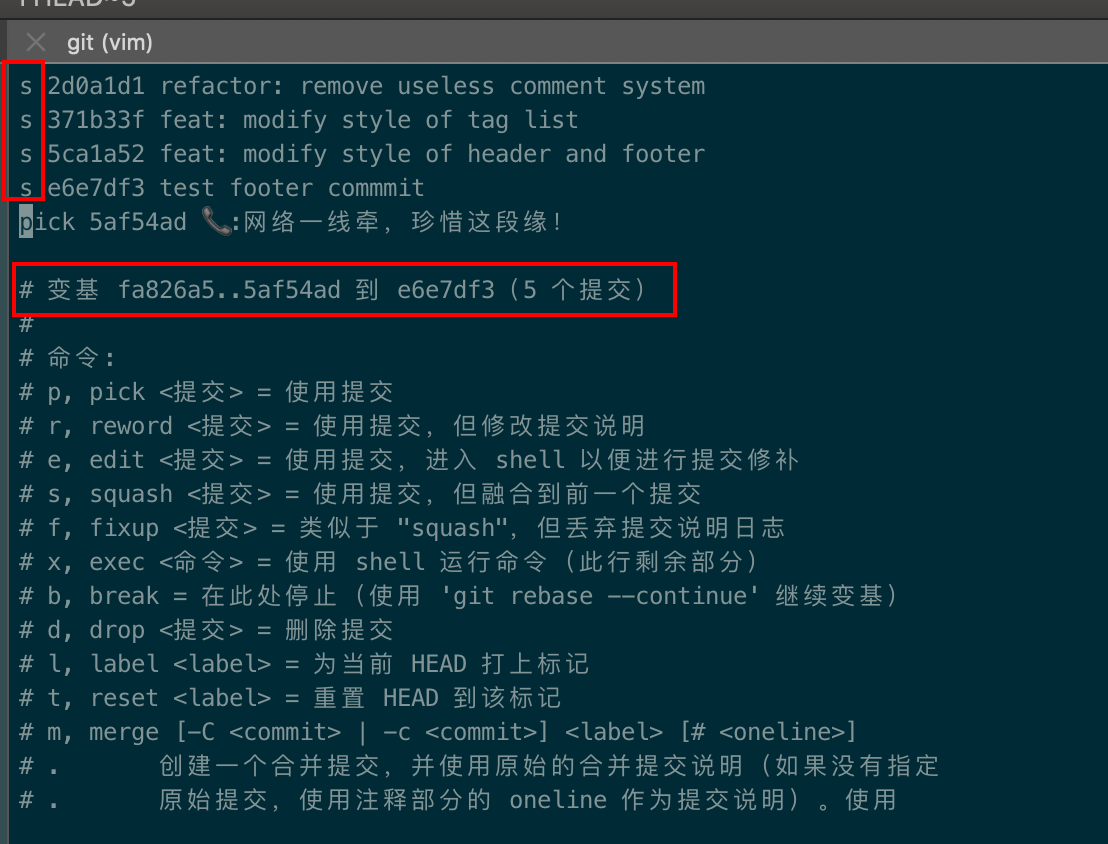 git (vim)
s 2d0a1d1 refactor: remove useless comment system
s 371b33f feat: modify style of tag list
s 5ca1a52 feat: modify style of header and footer
s e6e7df3 test footer commmit
pick 5af54ad 📞:网络一线牵，珍惜这段缘！
# 变基 fa826a5..5af54ad 到 e6e7df3（5 个提交）
#
# 命令:
# p, pick <提交> = 使用提交
# r, reword <提交> = 使用提交，但修改提交说明
# e, edit <提交> = 使用提交，进入 shell 以便进行提交修补
# s, squash <提交> = 使用提交，但融合到前一个提交
# f, fixup <提交> = 类似于 "squash"，但丢弃提交说明日志
# x, exec <命令> = 使用 shell 运行命令（此行剩余部分）
# b, break = 在此处停止（使用 'git rebase --continue' 继续变基）
# d, drop <提交> = 删除提交
# l, label <label> = 为当前 HEAD 打上标记
# t, reset <label> = 重置 HEAD 到该标记
# m, merge [-C <commit> | -c <commit>] <label> [# <oneline>]
# . 创建一个合并提交，并使用原始的合并提交说明（如果没有指定
# . 原始提交，使用注释部分的 oneline 作为提交说明）。使用